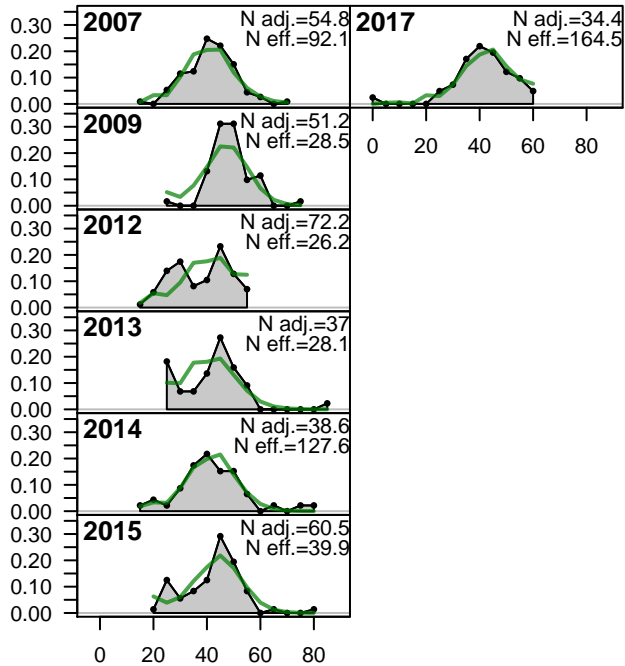 2007
N adj.=54.8
N eff.=92.1
0.30
0.20
0.10
0.00
2009
N adj.=51.2
N eff.=28.5
0.30
0.20
0.10
0.00
2012
N adj.=72.2
N eff.=26.2
0.30
0.20
0.10
0.00
2013
N adj.=37
N eff.=28.1
0.30
0.20
0.10
0.00
2014
N adj.=38.6
N eff.=127.6
0.30
0.20
0.10
0.00
2015
N adj.=60.5
N eff.=39.9
0.30
0.20
0.10
0.00
0 20 40 60 80
2017
N adj.=34.4
N eff.=164.5
0 20 40 60 80